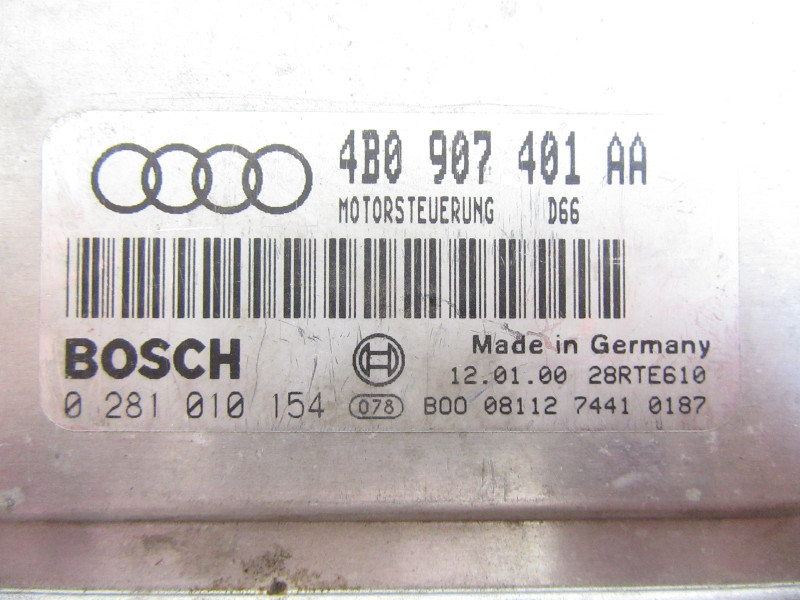 4B0 907 401 AA
MOTORSTEUERUNG D66
BOSCH
Made in Germany
12.01.00 28RTE610
0 281 010 154 078 B00 08112 7441 0187